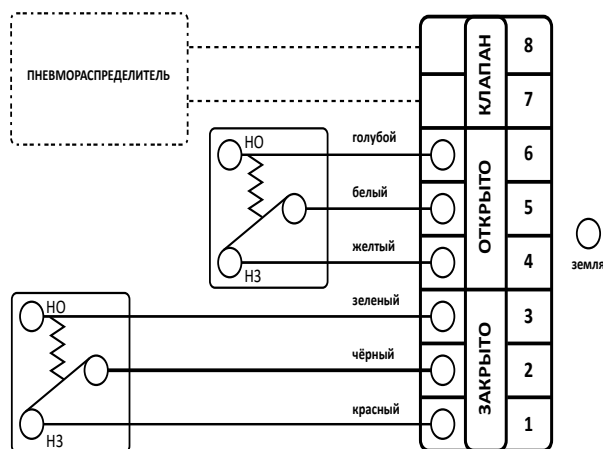 ПНЕВМОРАСПРЕДЕЛИТЕЛЬ
КЛАПАН
8
7
НО
голубой
6
белый
ОТКРЫТО
5
желтый
4
НЗ
земля
НО
зеленый
3
чёрный
ЗАКРЫТО
2
красный
1
НЗ